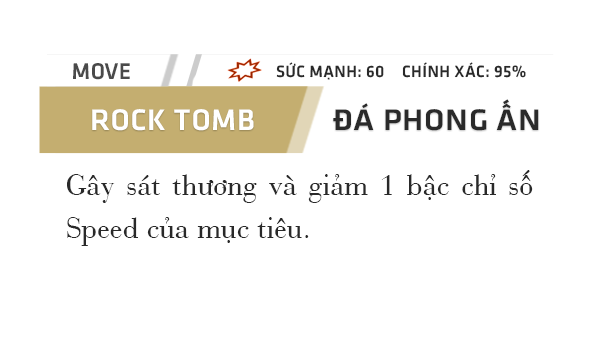 MOVE SỨC MẠNH: 60 CHÍNH XÁC: 95%
ROCK TOMB ĐÁ PHONG ẤN
Gây sát thương và giảm 1 bậc chỉ số
Speed của mục tiêu.